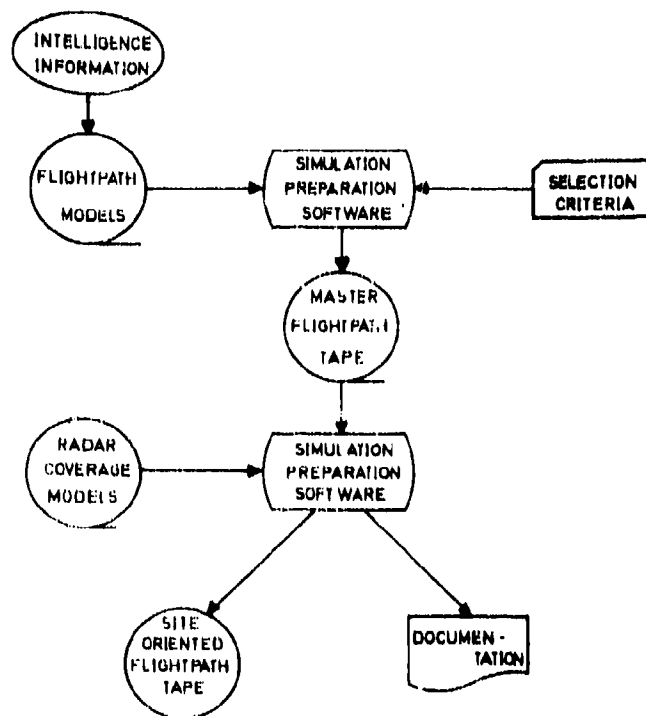 INTELLIGENCE
INFORMATION
FLIGHTPATH
MODELS
SIMULATION
PREPARATION
SOFTWARE
SELECTION
CRITERIA
MASTER
FLIGHTPATH
TAPE
RADAR
COVERAGE
MODELS
SIMULATION
PREPARATION
SOFTWARE
SITE
ORIENTED
FLIGHTPATH
TAPE
DOCUMEN -
TATION